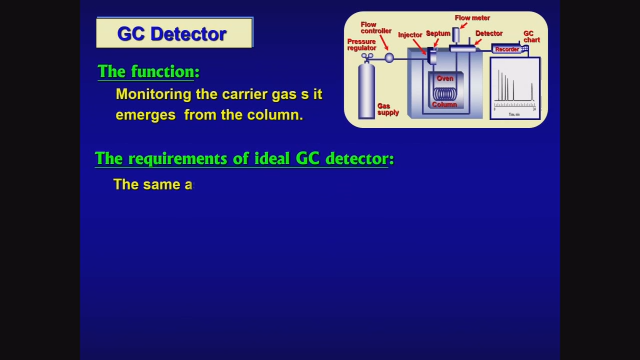 GC Detector
The function:
Monitoring the carrier gas s it
emerges from the column.
Flow
controller
Pressure
regulator
Injector
Septum
Flow meter
Detector
GC
chart
Recorder
Oven
Column
Gas
supply
The requirements of ideal GC detector:
The same a